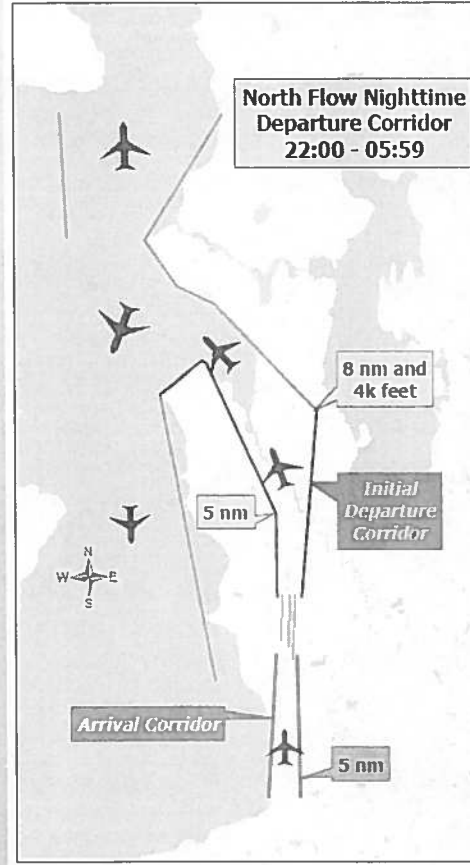 North Flow Nighttime
Departure Corridor
22:00 - 05:59
8 nm and
4k feet
Initial
Departure
Corridor
5 nm
N
W E
S
Arrival Corridor
5 nm